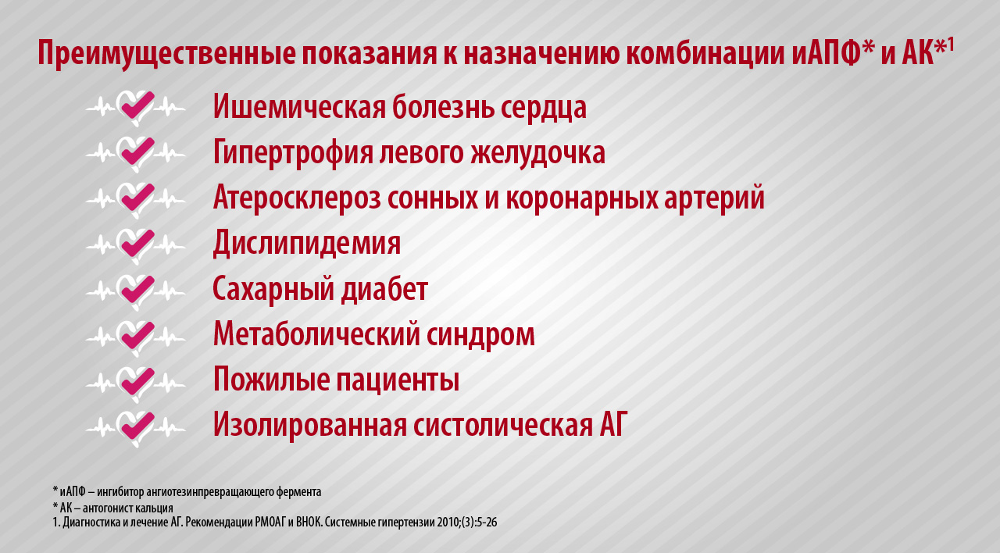 Преимущественные показания к назначению комбинации иАПФ* и АК*1
Ишемическая болезнь сердца
Гипертрофия левого желудочка
Атеросклероз сонных и коронарных артерий
Дислипидемия
Сахарный диабет
Метаболический синдром
Пожилые пациенты
Изолированная систолическая АГ
* иАПФ – ингибитор ангиотезинпревращающого фермента
* АК – антогонист кальция
1. Диагностика и лечение АГ. Рекомендации РМОАГ и ВНОК. Системные гипертензии 2010;(3):5-26